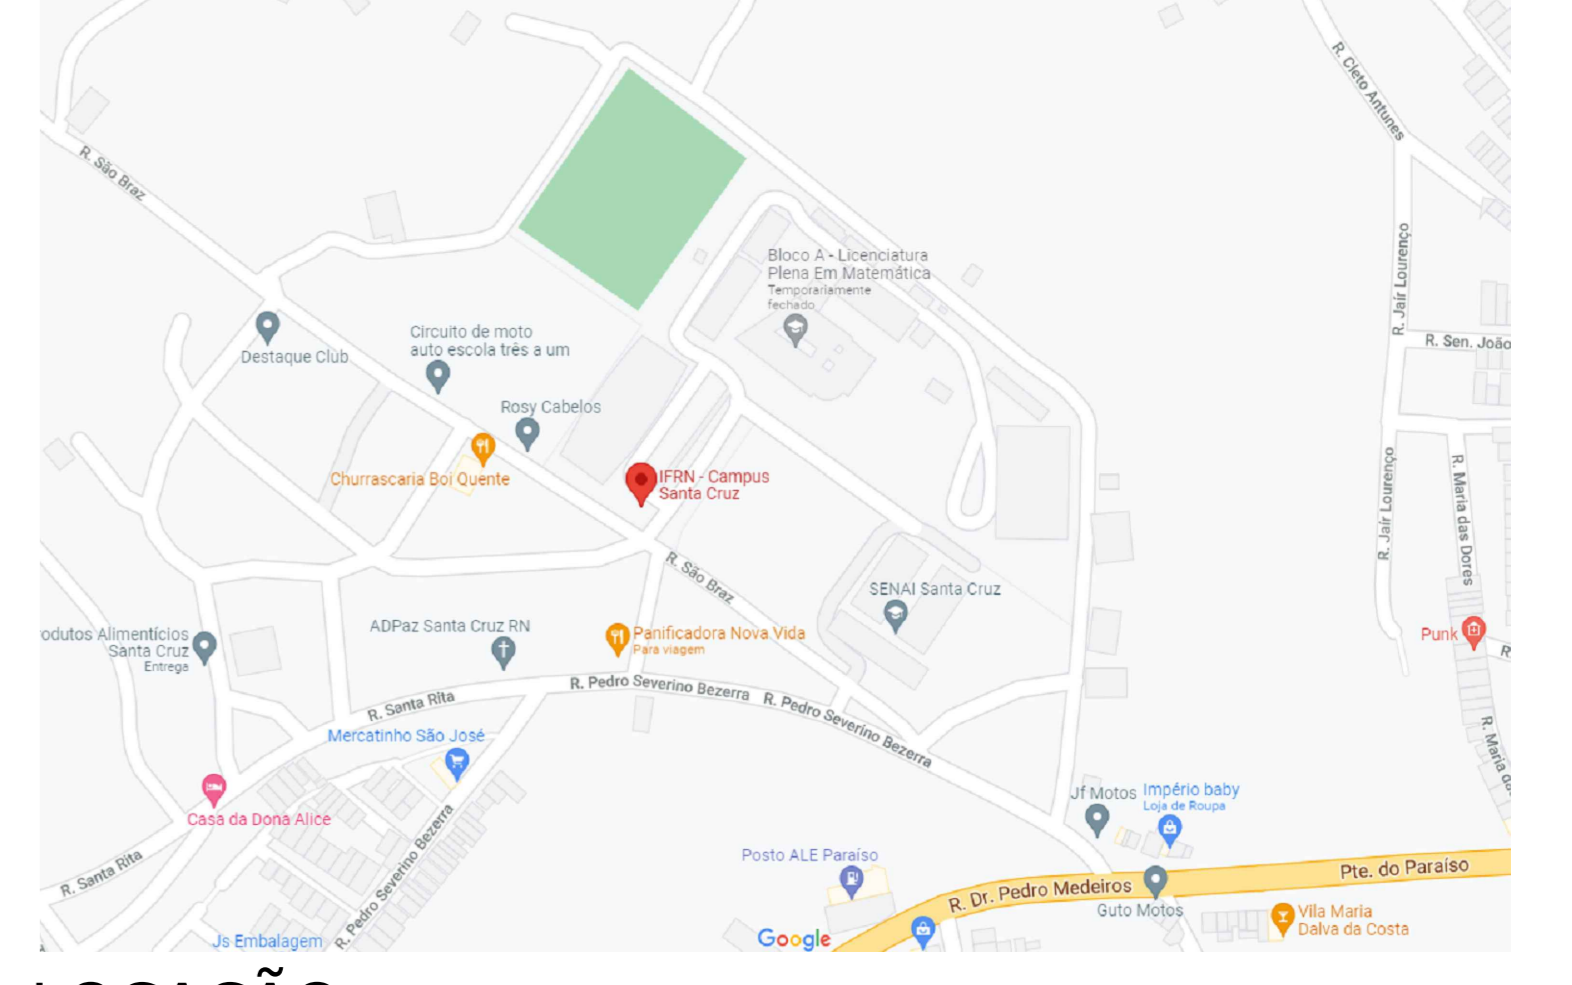 R. Cleto Antunes
R. São Braz
R. Jaír Lourenço
Bloco A - Licenciatura
Plena Em Matemática
Temporariamente
fechado
Circuito de moto
auto escola três a um
Destaque Club
R. Sen. João
Rosy Cabelos
Churrascaria Boi Quente
IFRN - Campus
Santa Cruz
R. Jaír Lourenço
R. Maria das Dores
R. São Braz
SENAI Santa Cruz
ADPaz Santa Cruz RN
Panificadora Nova Vida
Para viagem
odutos Alimentícios
Santa Cruz
Entrega
Punk
R
R. Pedro Severino Bezerra
R. Pedro Severino Bezerra
R. Santa Rita
Mercatinho São José
R. Maria da
Jf Motos
Império baby
Loja de Roupa
Casa da Dona Alice
R. Santa Rita
R. Pedro Severino Bezerra
Posto ALE Paraíso
Pte. do Paraíso
R. Dr. Pedro Medeiros
Guto Motos
Vila Maria
Dalva da Costa
Js Embalagem
Google